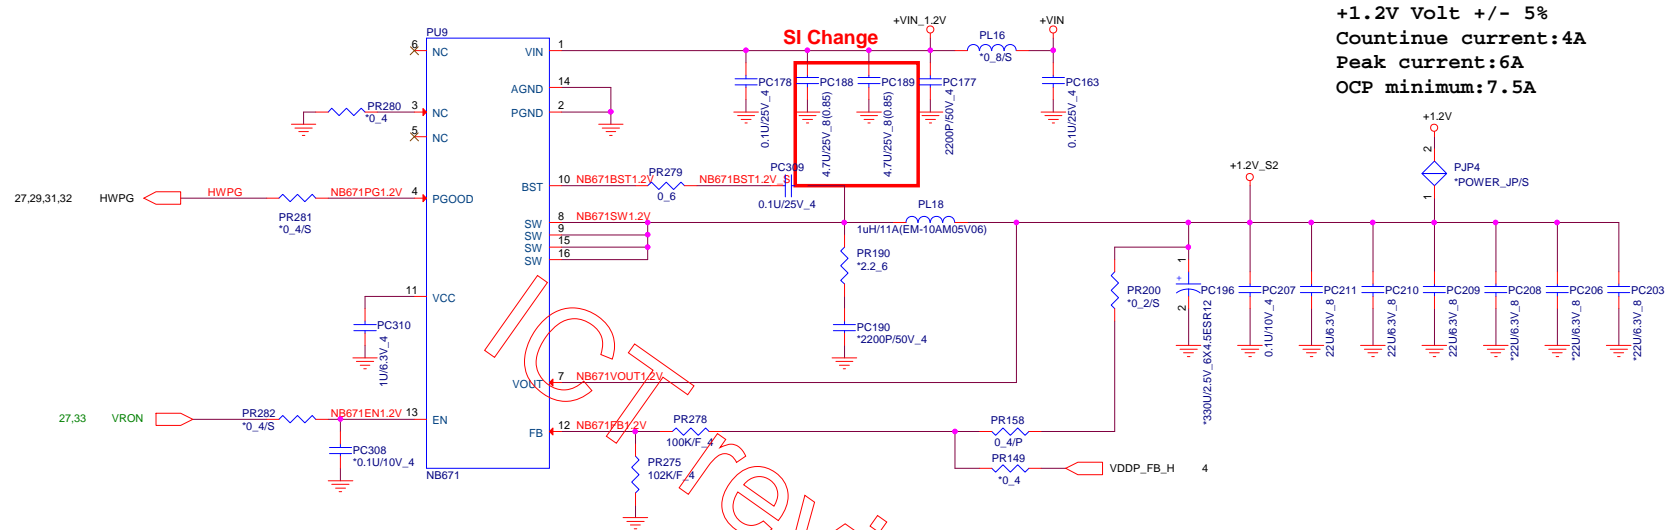 +1.2V Volt +/- 5%
Countinue current:4A
Peak current:6A
OCP minimum:7.5A
SI Change
+VIN_1.2V
+VIN
PL16
*0_8/S
PU9
6
NC
VIN
1
14
AGND
2
PGND
PC178
0.1U/25V_4
PC188
4.7U/25V_8(0.85)
PC189
4.7U/25V_8(0.85)
PC177
2200P/50V_4
PC163
0.1U/25V_4
PR280
*0_4
3
NC
5
NC
27,29,31,32
HWPG
HWPG
PR281
*0_4/S
NB671PG1.2V
4
PGOOD
BST
10
NB671BST1.2V
PR279
0_6
NB671BST1.2V_S
PC309
0.1U/25V_4
SW
8
NB671SW1.2V
SW
9
SW
15
SW
16
PL18
1uH/11A(EM-10AM05V06)
PR190
*2.2_6
PC190
*2200P/50V_4
+1.2V_S2
+1.2V
2
PJP4
*POWER_JP/S
1
PR200
*0_2/S
+
1
2
PC196
*330U/2.5V_6X4.5ESR12
PC207
0.1U/10V_4
PC211
22U/6.3V_8
PC210
22U/6.3V_8
PC209
22U/6.3V_8
PC208
*22U/6.3V_8
PC206
*22U/6.3V_8
PC203
*22U/6.3V_8
11
VCC
PC310
1U/6.3V_4
VOUT
7
NB671VOUT1.2V
27,33
VRON
PR282
*0_4/S
NB671EN1.2V
13
EN
PC308
*0.1U/10V_4
FB
12
NB671FB1.2V
PR278
100K/F_4
PR275
102K/F_4
PR158
0_4/P
PR149
*0_4
VDDP_FB_H
4
NB671
ICT